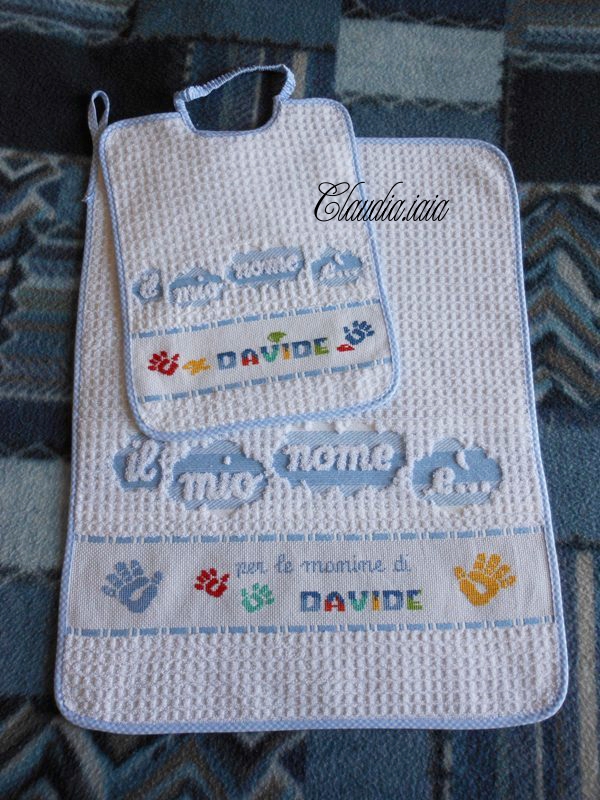 Claudia.iaia
il mio nome è...
DAVIDE
il mio nome è...
per le manine di
DAVIDE